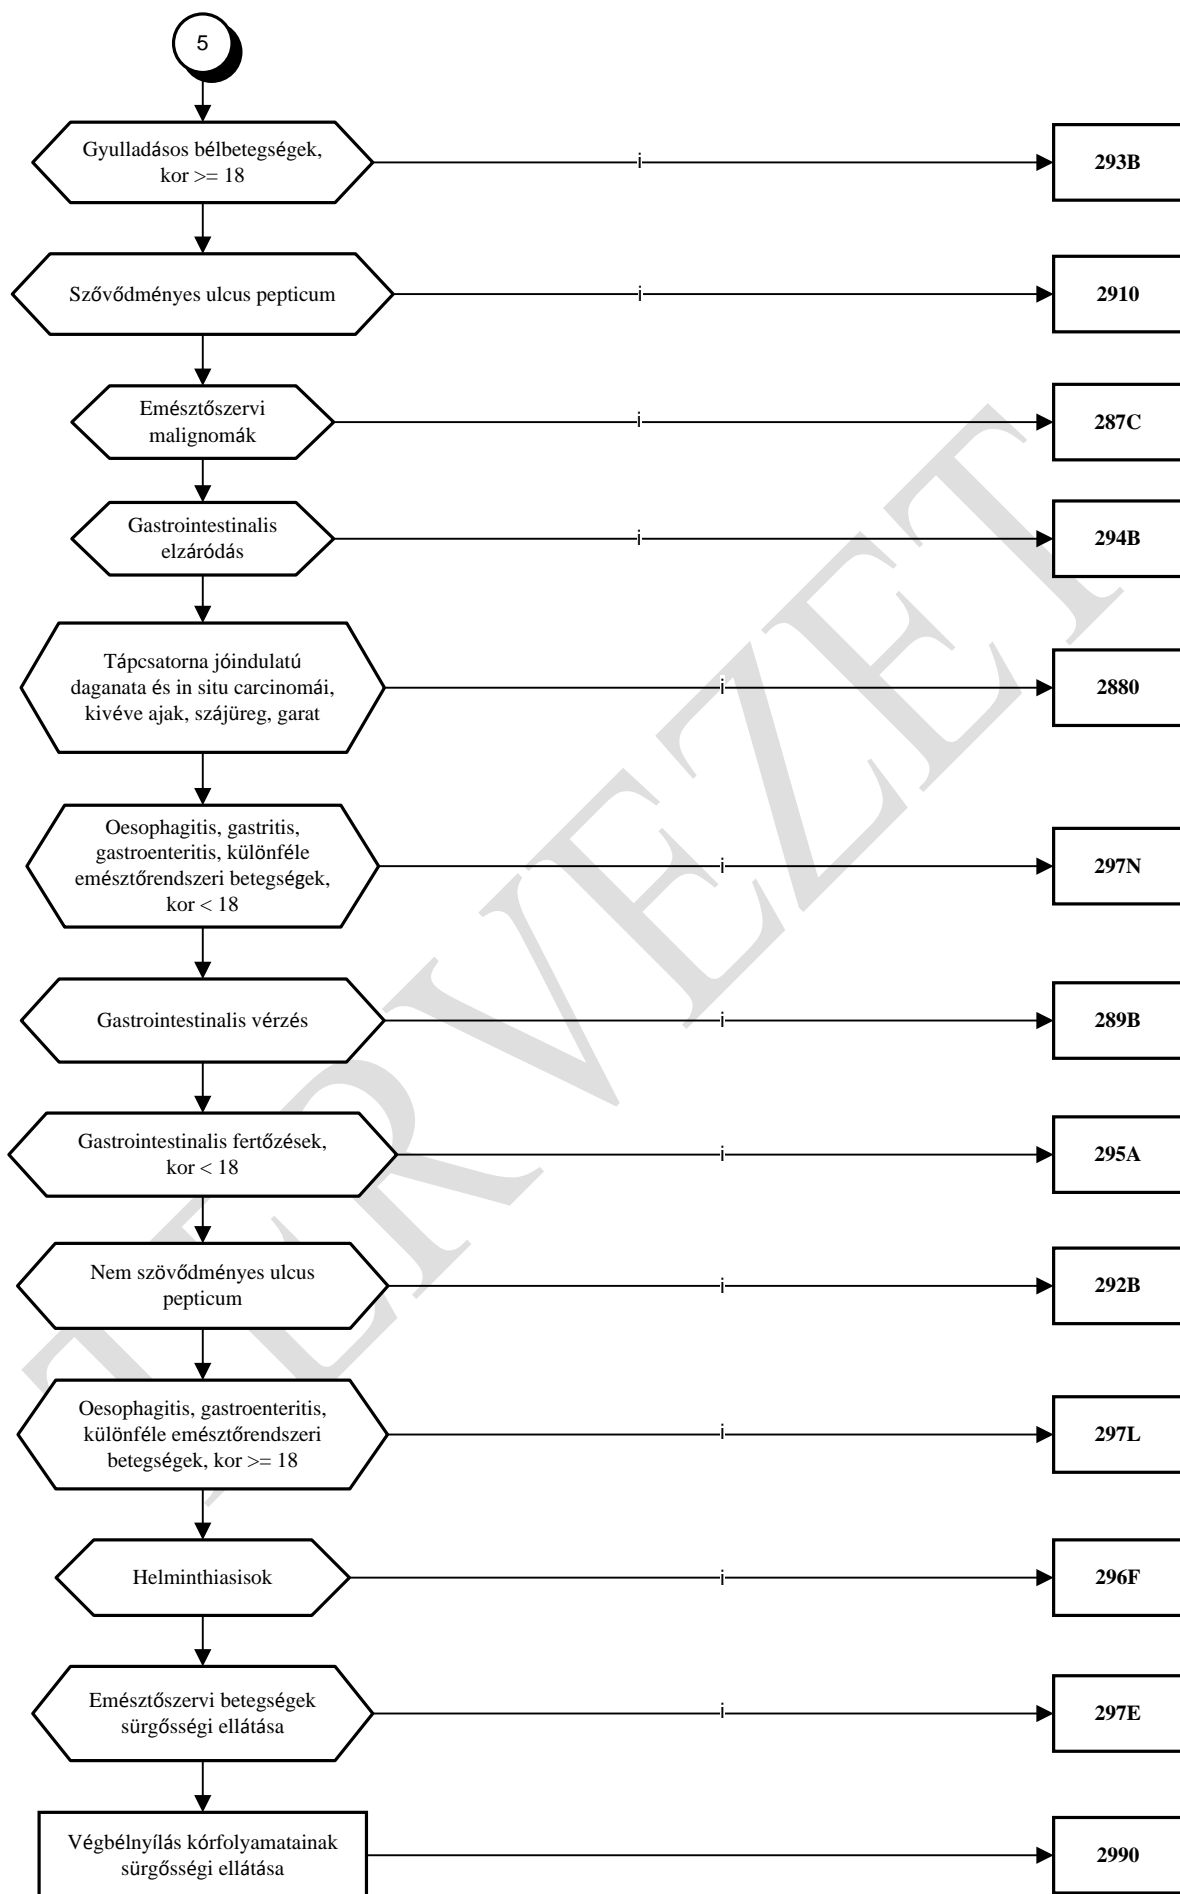 5
Gyulladásos bélbetegségek,
kor >= 18
i
293B
Szővődményes ulcus pepticum
i
2910
Emésztőszervi
malignomák
i
287C
Gastrointestinalis
elzáródás
i
294B
Tápcsatorna jóindulatú
daganata és in situ carcinomái,
kivéve ajak, szájüreg, garat
i
2880
Oesophagitis, gastritis,
gastroenteritis, különféle
emésztőrendszeri betegségek,
kor < 18
i
297N
Gastrointestinalis vérzés
i
289B
Gastrointestinalis fertőzések,
kor < 18
i
295A
Nem szövődményes ulcus
pepticum
i
292B
Oesophagitis, gastroenteritis,
különféle emésztőrendszeri
betegségek, kor >= 18
i
297L
Helminthiasisok
i
296F
Emésztőszervi betegségek
sürgősségi ellátása
i
297E
Végbélnyílás kórfolyamatainak
sürgősségi ellátása
2990
TERVEZET